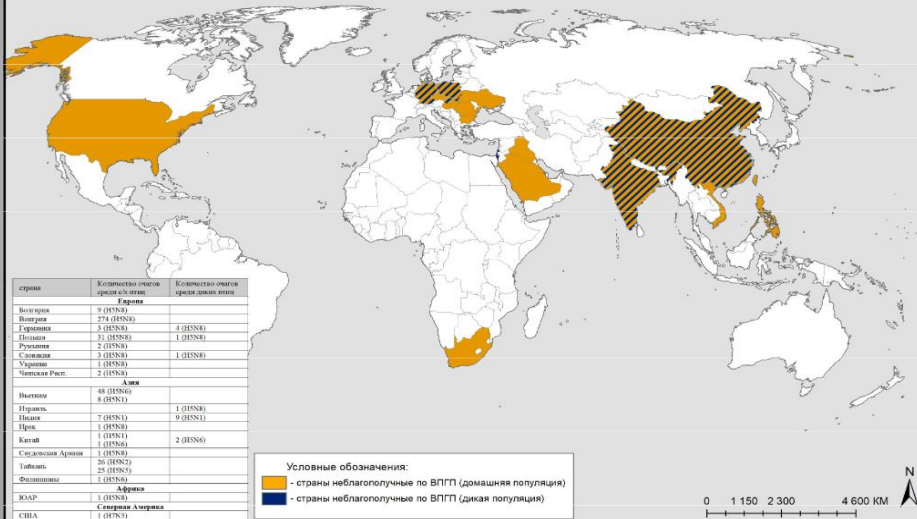 страна Количество очагов среди с/х птиц Количество очагов среди диких птиц
Европа
Болгария 9 (H5N8)
Венгрия 274 (H5N8)
Германия 3 (H5N8) 4 (H5N8)
Польша 31 (H5N8) 1 (H5N8)
Румыния 2 (H5N8)
Словакия 3 (H5N8) 1 (H5N8)
Украина 1 (H5N8)
Чешская Респ. 2 (H5N8)
Азия
Вьетнам 48 (H5N6)
8 (H5N1)
Израиль 1 (H5N8)
Индия 7 (H5N1) 9 (H5N1)
Ирак 1 (H5N8)
Китай 1 (H5N1) 2 (H5N6)
1 (H5N6)
Саудовская Аравия 1 (H5N8)
Тайвань 26 (H5N2)
25 (H5N5)
Филиппины 1 (H5N6)
Африка
ЮАР 1 (H5N8)
Северная Америка
США 1 (H7N3)
Условные обозначения:
- страны неблагополучные по ВПГП (домашняя популяция)
- страны неблагополучные по ВПГП (дикая популяция)
0 1 150 2 300 4 600 KM
N